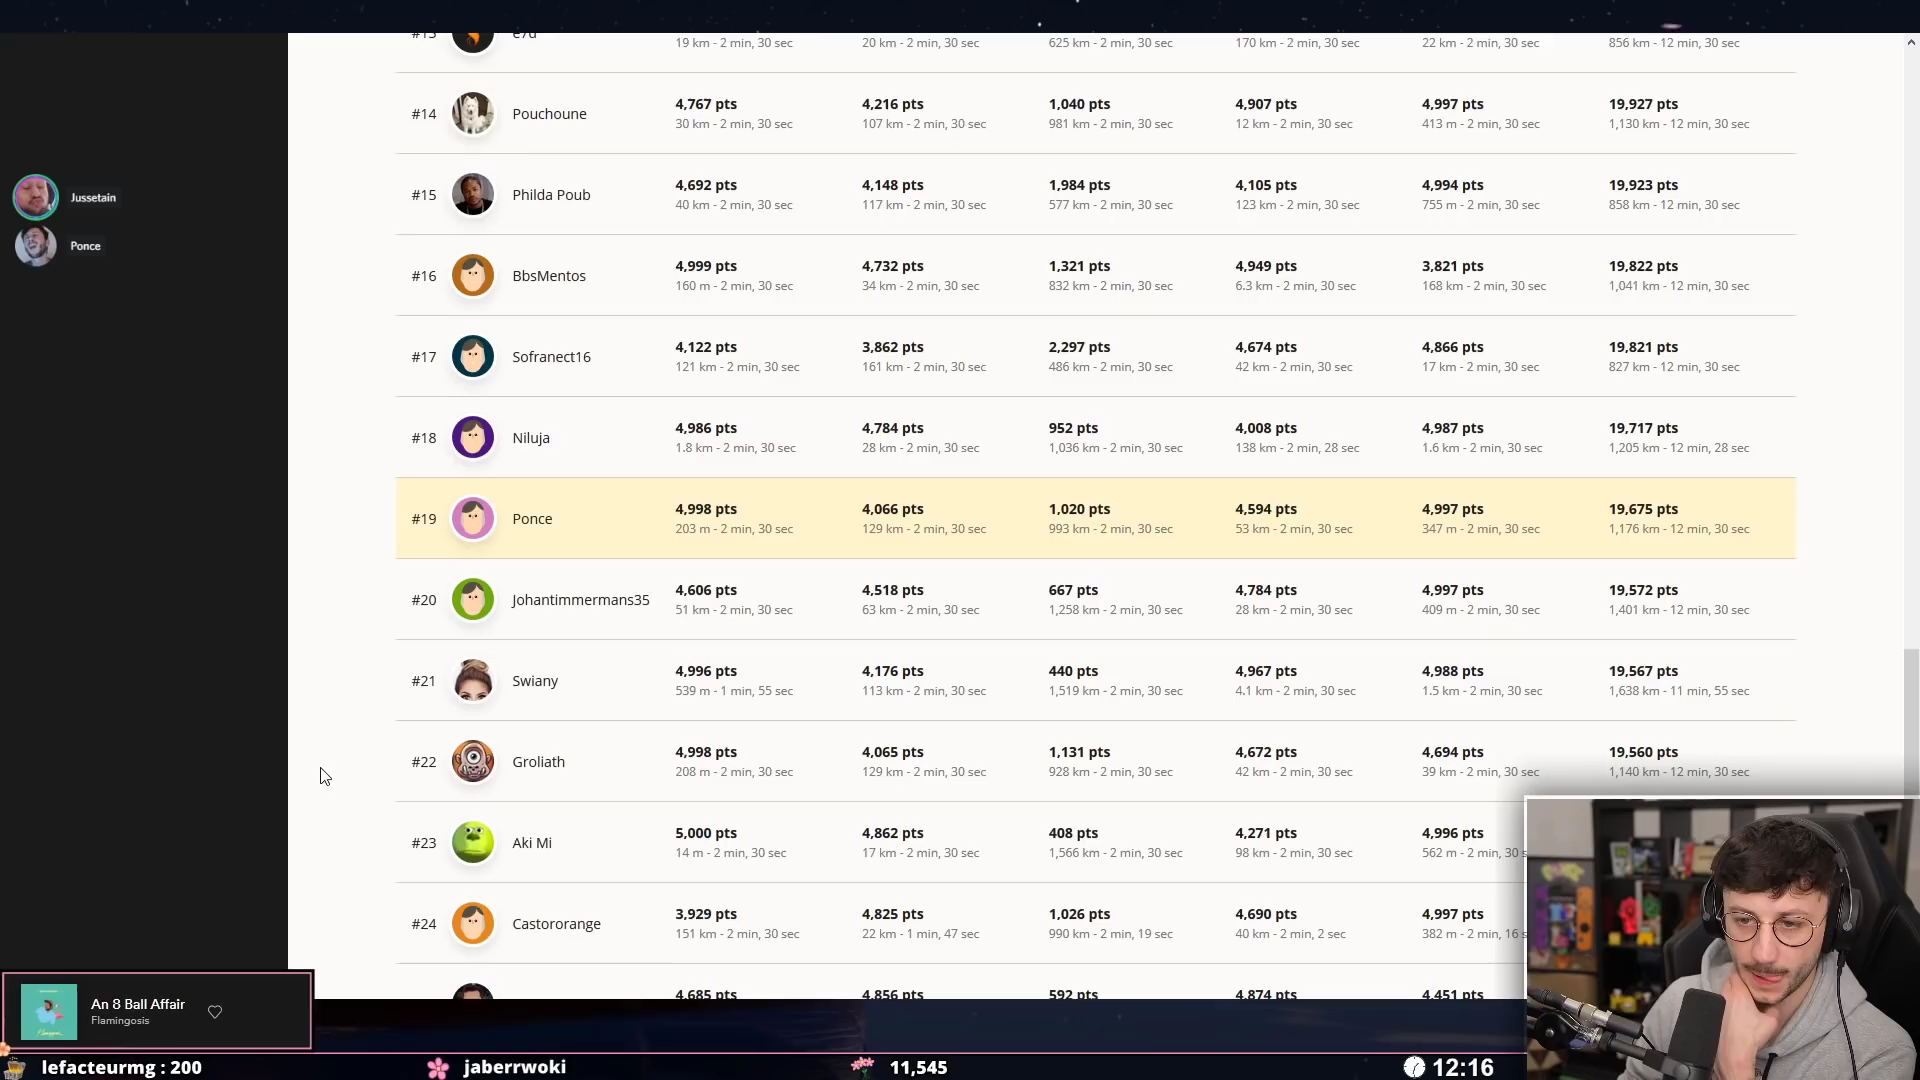 #13 e7d
19 km - 2 min, 30 sec 20 km - 2 min, 30 sec 625 km - 2 min, 30 sec 170 km - 2 min, 30 sec 22 km - 2 min, 30 sec 856 km - 12 min, 30 sec
#14 Pouchoune 4,767 pts 4,216 pts 1,040 pts 4,907 pts 4,997 pts 19,927 pts
30 km - 2 min, 30 sec 107 km - 2 min, 30 sec 981 km - 2 min, 30 sec 12 km - 2 min, 30 sec 413 m - 2 min, 30 sec 1,130 km - 12 min, 30 sec
#15 Philda Poub 4,692 pts 4,148 pts 1,984 pts 4,105 pts 4,994 pts 19,923 pts
40 km - 2 min, 30 sec 117 km - 2 min, 30 sec 577 km - 2 min, 30 sec 123 km - 2 min, 30 sec 755 m - 2 min, 30 sec 858 km - 12 min, 30 sec
Jussetain
Ponce
#16 BbsMentos 4,999 pts 4,732 pts 1,321 pts 4,949 pts 3,821 pts 19,822 pts
160 m - 2 min, 30 sec 34 km - 2 min, 30 sec 832 km - 2 min, 30 sec 6.3 km - 2 min, 30 sec 168 km - 2 min, 30 sec 1,041 km - 12 min, 30 sec
#17 Sofranect16 4,122 pts 3,862 pts 2,297 pts 4,674 pts 4,866 pts 19,821 pts
121 km - 2 min, 30 sec 161 km - 2 min, 30 sec 486 km - 2 min, 30 sec 42 km - 2 min, 30 sec 17 km - 2 min, 30 sec 827 km - 12 min, 30 sec
#18 Niluja 4,986 pts 4,784 pts 952 pts 4,008 pts 4,987 pts 19,717 pts
1.8 km - 2 min, 30 sec 28 km - 2 min, 30 sec 1,036 km - 2 min, 30 sec 138 km - 2 min, 28 sec 1.6 km - 2 min, 30 sec 1,205 km - 12 min, 28 sec
#19 Ponce 4,998 pts 4,066 pts 1,020 pts 4,594 pts 4,997 pts 19,675 pts
203 m - 2 min, 30 sec 129 km - 2 min, 30 sec 993 km - 2 min, 30 sec 53 km - 2 min, 30 sec 347 m - 2 min, 30 sec 1,176 km - 12 min, 30 sec
#20 Johantimmermans35 4,606 pts 4,518 pts 667 pts 4,784 pts 4,997 pts 19,572 pts
51 km - 2 min, 30 sec 63 km - 2 min, 30 sec 1,258 km - 2 min, 30 sec 28 km - 2 min, 30 sec 409 m - 2 min, 30 sec 1,401 km - 12 min, 30 sec
#21 Swiany 4,996 pts 4,176 pts 440 pts 4,967 pts 4,988 pts 19,567 pts
539 m - 1 min, 55 sec 113 km - 2 min, 30 sec 1,519 km - 2 min, 30 sec 4.1 km - 2 min, 30 sec 1.5 km - 2 min, 30 sec 1,638 km - 11 min, 55 sec
#22 Groliath 4,998 pts 4,065 pts 1,131 pts 4,672 pts 4,694 pts 19,560 pts
208 m - 2 min, 30 sec 129 km - 2 min, 30 sec 928 km - 2 min, 30 sec 42 km - 2 min, 30 sec 39 km - 2 min, 30 sec 1,140 km - 12 min, 30 sec
#23 Aki Mi 5,000 pts 4,862 pts 408 pts 4,271 pts 4,996 pts
14 m - 2 min, 30 sec 17 km - 2 min, 30 sec 1,566 km - 2 min, 30 sec 98 km - 2 min, 30 sec 562 m - 2 min, 30 s
#24 Castororange 3,929 pts 4,825 pts 1,026 pts 4,690 pts 4,997 pts
151 km - 2 min, 30 sec 22 km - 1 min, 47 sec 990 km - 2 min, 19 sec 40 km - 2 min, 2 sec 382 m - 2 min, 16 s
4,685 pts 4,856 pts 592 pts 4,874 pts 4,451 pts
An 8 Ball Affair
Flamingosis
lefacteurmg : 200 jaberrwoki 11,545 12:16